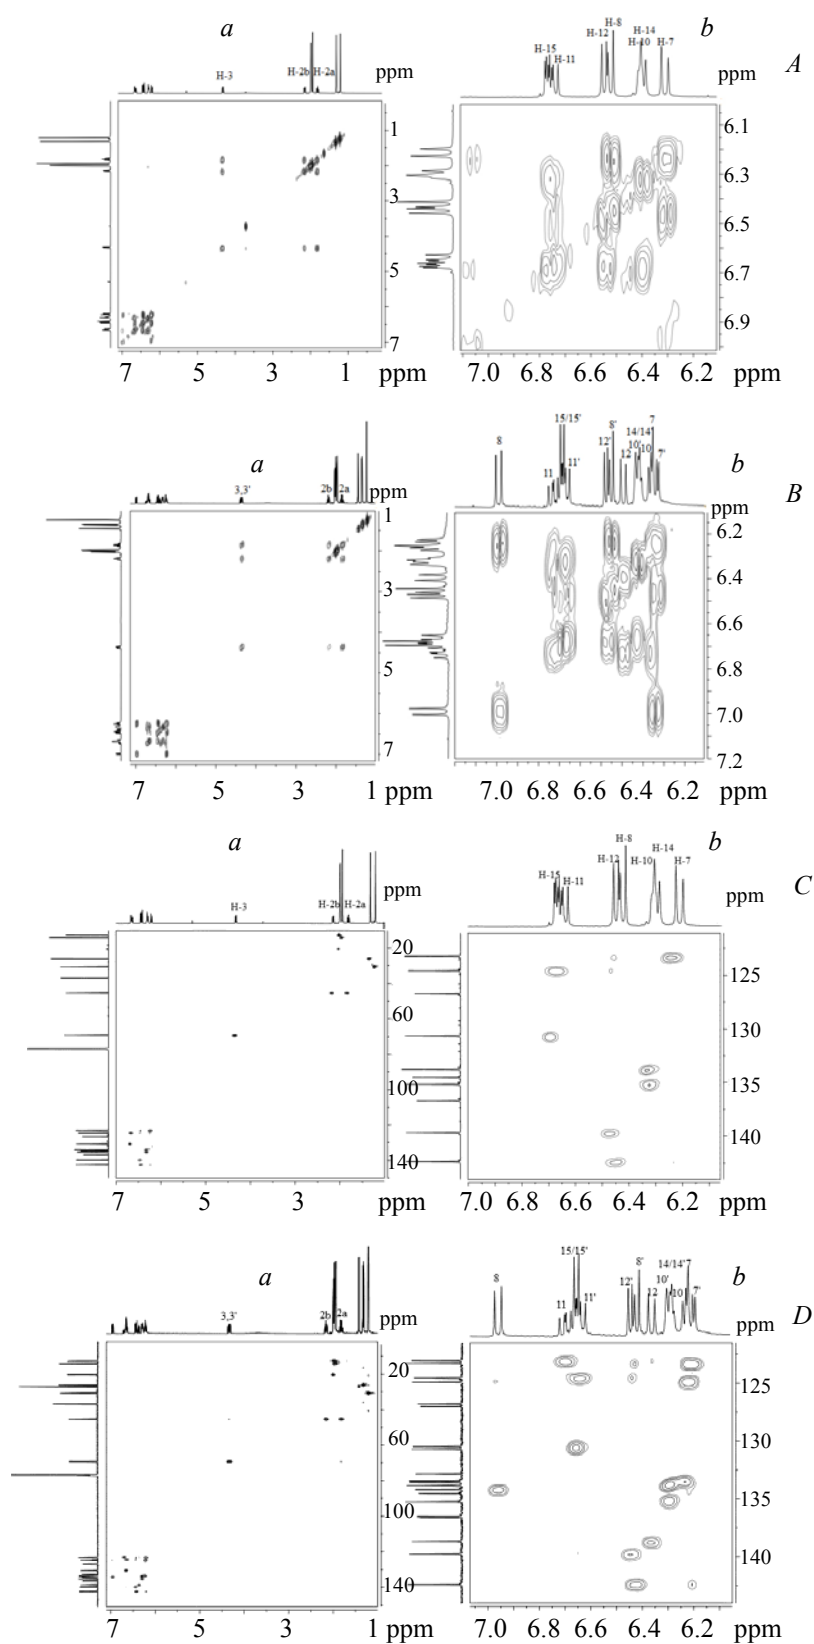 a
b
A
H-3
H-2b
H-2a
ppm
H-15
H-11
H-12
H-8
H-14
H-10
H-7
1
3
5
7
6.1
6.3
6.5
6.7
6.9
7 5 3 1 ppm
7.0 6.8 6.6 6.4 6.2 ppm
a
b
B
3,3'
2b
2a
ppm
8
11
15/15'
11'
12'
8'
12
14/14'
10'
10
7
7'
ppm
1
3
5
7
6.2
6.4
6.6
6.8
7.0
7.2
7 5 3 1 ppm
7.0 6.8 6.6 6.4 6.2 ppm
a
b
C
ppm
H-3
H-2b
H-2a
H-15
H-11
H-12
H-8
H-10
H-14
H-7
ppm
20
60
100
140
125
130
135
140
7 5 3 ppm
7.0 6.8 6.6 6.4 6.2 ppm
a
b
D
3,3'
2b
2a
ppm
8
11
15/15'
11'
12'
8'
12
10'
14/14'
10
7
7'
ppm
20
60
100
140
125
130
135
140
7 5 3 1 ppm
7.0 6.8 6.6 6.4 6.2 ppm